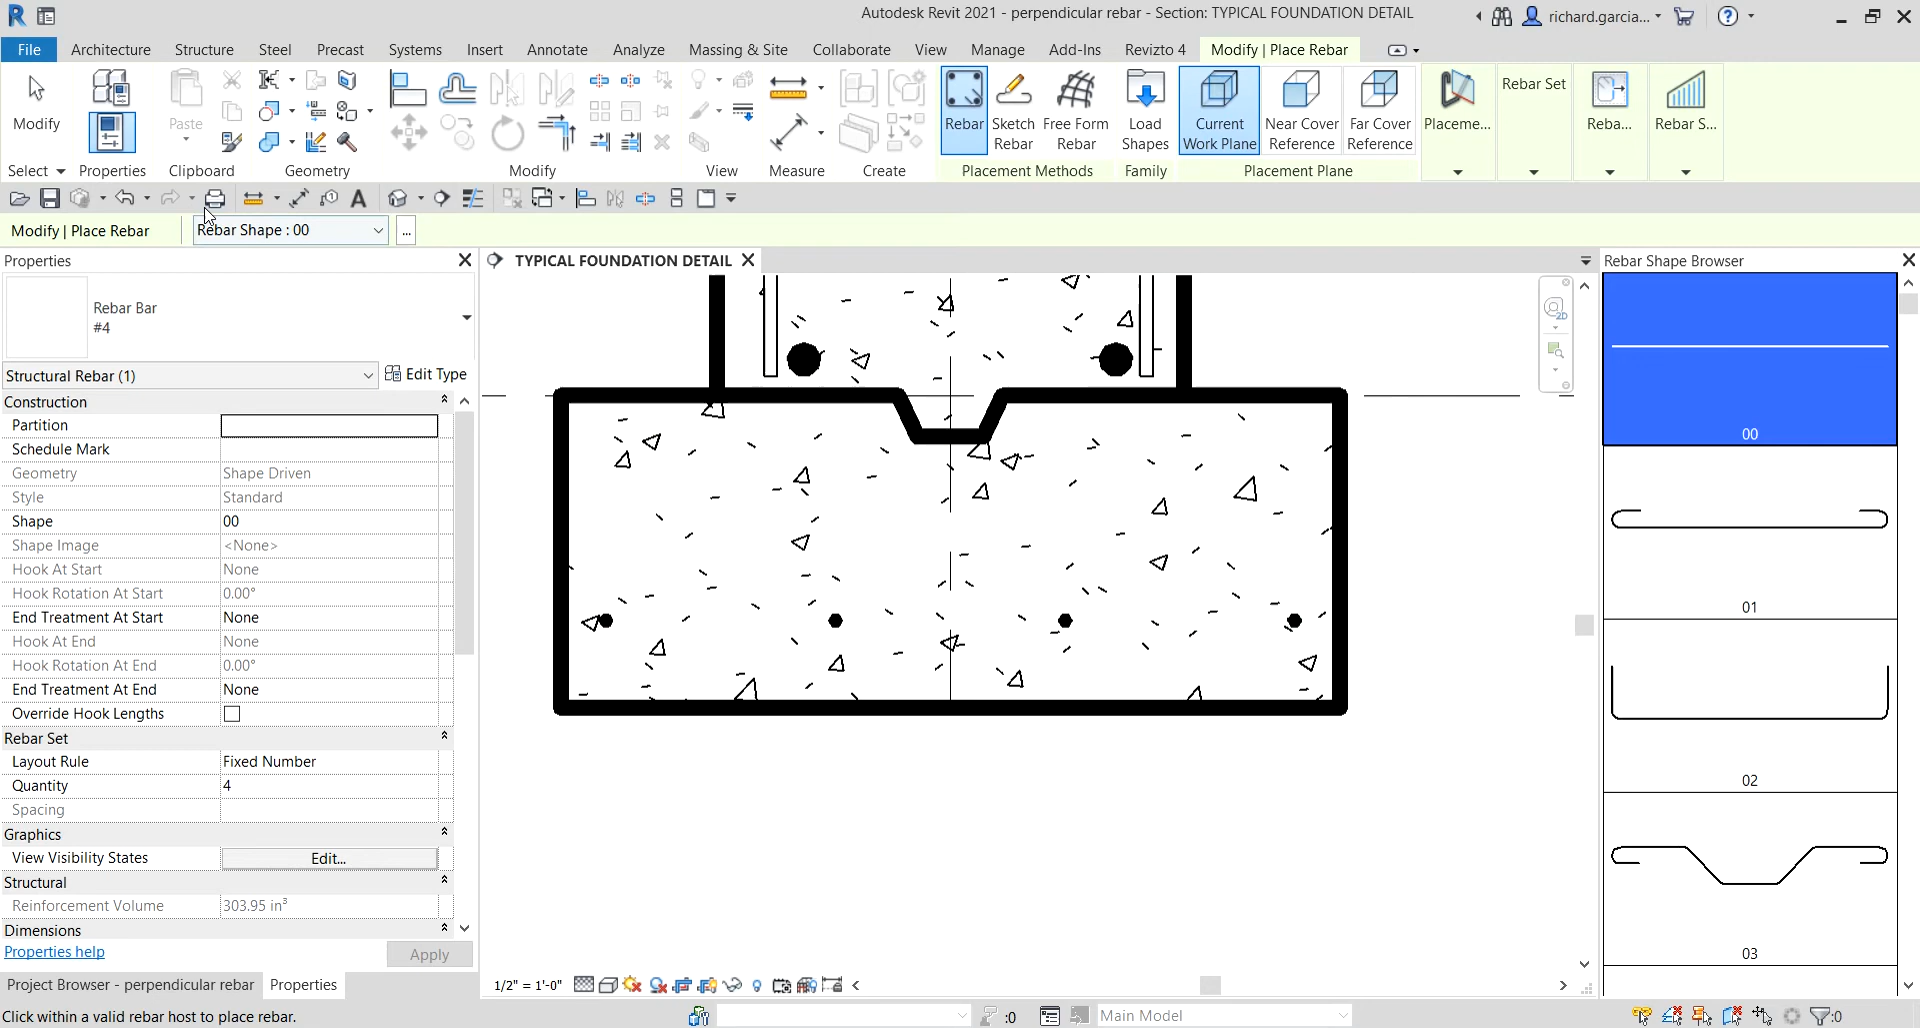 Autodesk Revit 2021 - perpendicular rebar - Section: TYPICAL FOUNDATION DETAIL
richard.garcia...
File Architecture Structure Steel Precast Systems Insert Annotate Analyze Massing & Site Collaborate View Manage Add-Ins Revizto 4 Modify | Place Rebar
Modify
Paste
Rebar
Sketch
Rebar
Free Form
Rebar
Load
Shapes
Current
Work Plane
Near Cover
Reference
Far Cover
Reference
Placeme...
Rebar Set
Reba...
Rebar S...
Select Properties Clipboard Geometry Modify View Measure Create Placement Methods Family Placement Plane
Modify | Place Rebar
Rebar Shape : 00
...
Properties
TYPICAL FOUNDATION DETAIL
Rebar Shape Browser
Rebar Bar
#4
Structural Rebar (1)
Edit Type
Construction
Partition
Schedule Mark
Geometry Shape Driven
Style Standard
Shape 00
Shape Image <None>
Hook At Start None
Hook Rotation At Start 0.00°
End Treatment At Start None
Hook At End None
Hook Rotation At End 0.00°
End Treatment At End None
Override Hook Lengths
Rebar Set
Layout Rule Fixed Number
Quantity 4
Spacing
Graphics
View Visibility States Edit...
Structural
Reinforcement Volume 303.95 in³
Dimensions
Properties help
Apply
Project Browser - perpendicular rebar
Properties
2D
00
01
02
03
1/2" = 1'-0"
Click within a valid rebar host to place rebar.
:0
Main Model
:0